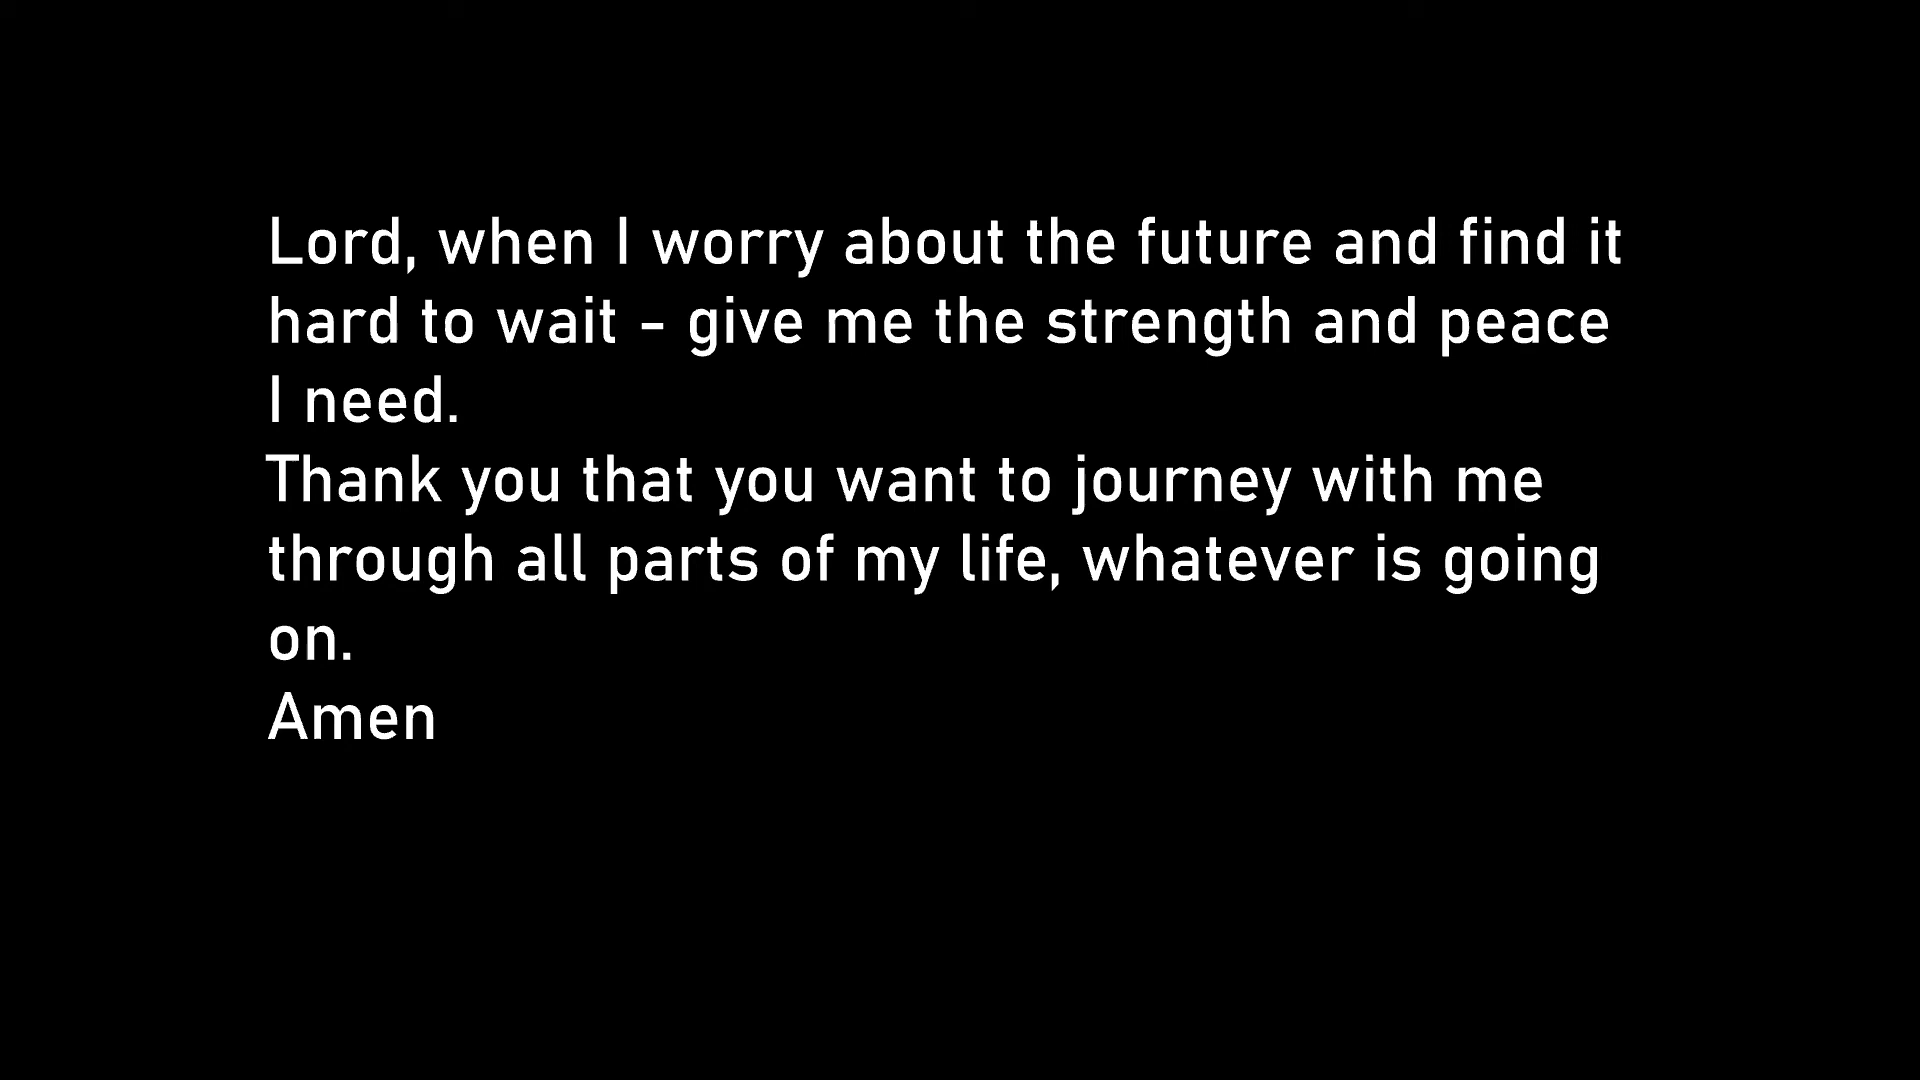 Lord, when I worry about the future and find it
hard to wait - give me the strength and peace
I need.
Thank you that you want to journey with me
through all parts of my life, whatever is going
on.
Amen